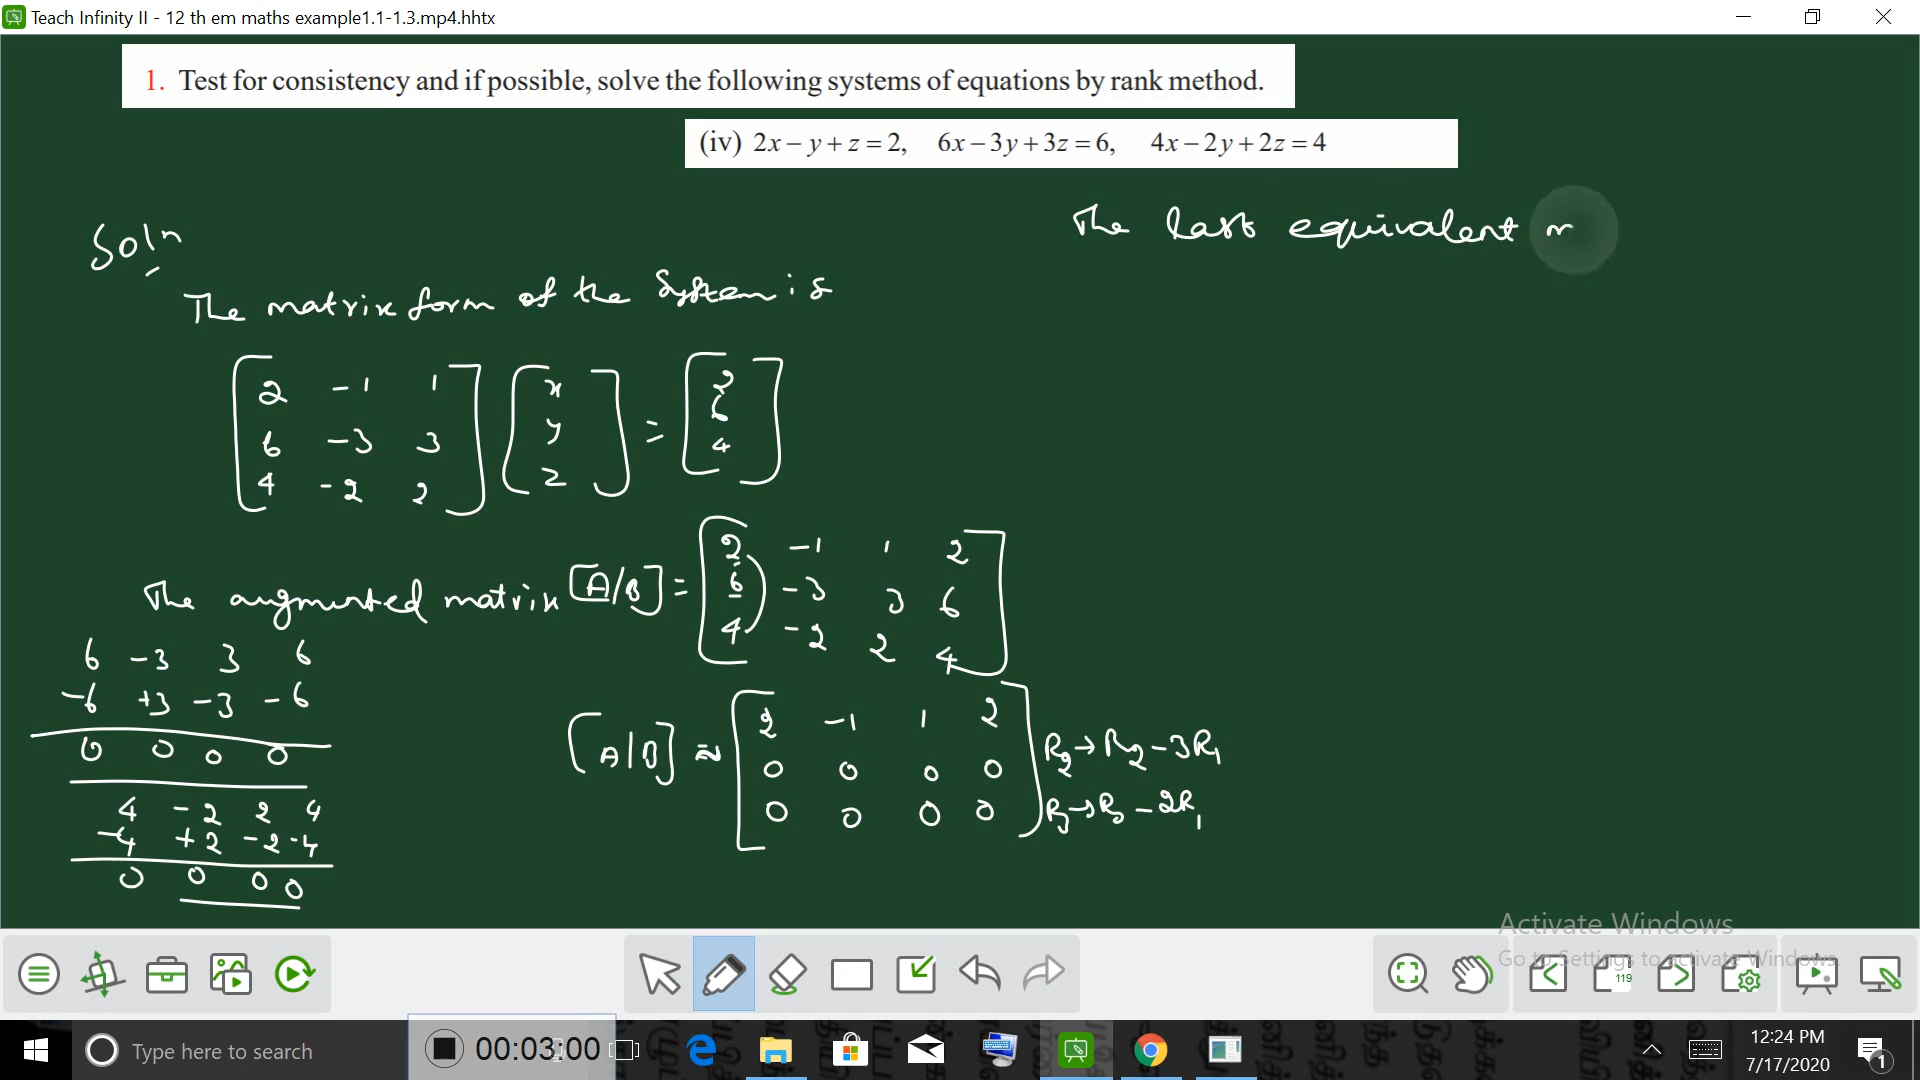 Teach Infinity II - 12 th em maths example1.1-1.3.mp4.hhtx
1. Test for consistency and if possible, solve the following systems of equations by rank method.
(iv) 2x − y + z = 2, 6x − 3y + 3z = 6, 4x − 2y + 2z = 4
Soln
The matrix form of the System is
2 -1 1 x 2
6 -3 3 y = 6
4 -2 2 z 4
The augmented matrix [A/B] =
2 -1 1 2
6 -3 3 6
4 -2 2 4
[A|B] ≈
2 -1 1 2
0 0 0 0 R2→R2-3R1
0 0 0 0 R3→R3-2R1
6 -3 3 6
-6 +3 -3 -6
0 0 0 0
4 -2 2 4
-4 +2 -2 -4
0 0 0 0
The last equivalent m
Activate Windows
Go to Settings to activate Windows.
119
Type here to search
00:03:00
12:24 PM
7/17/2020
1